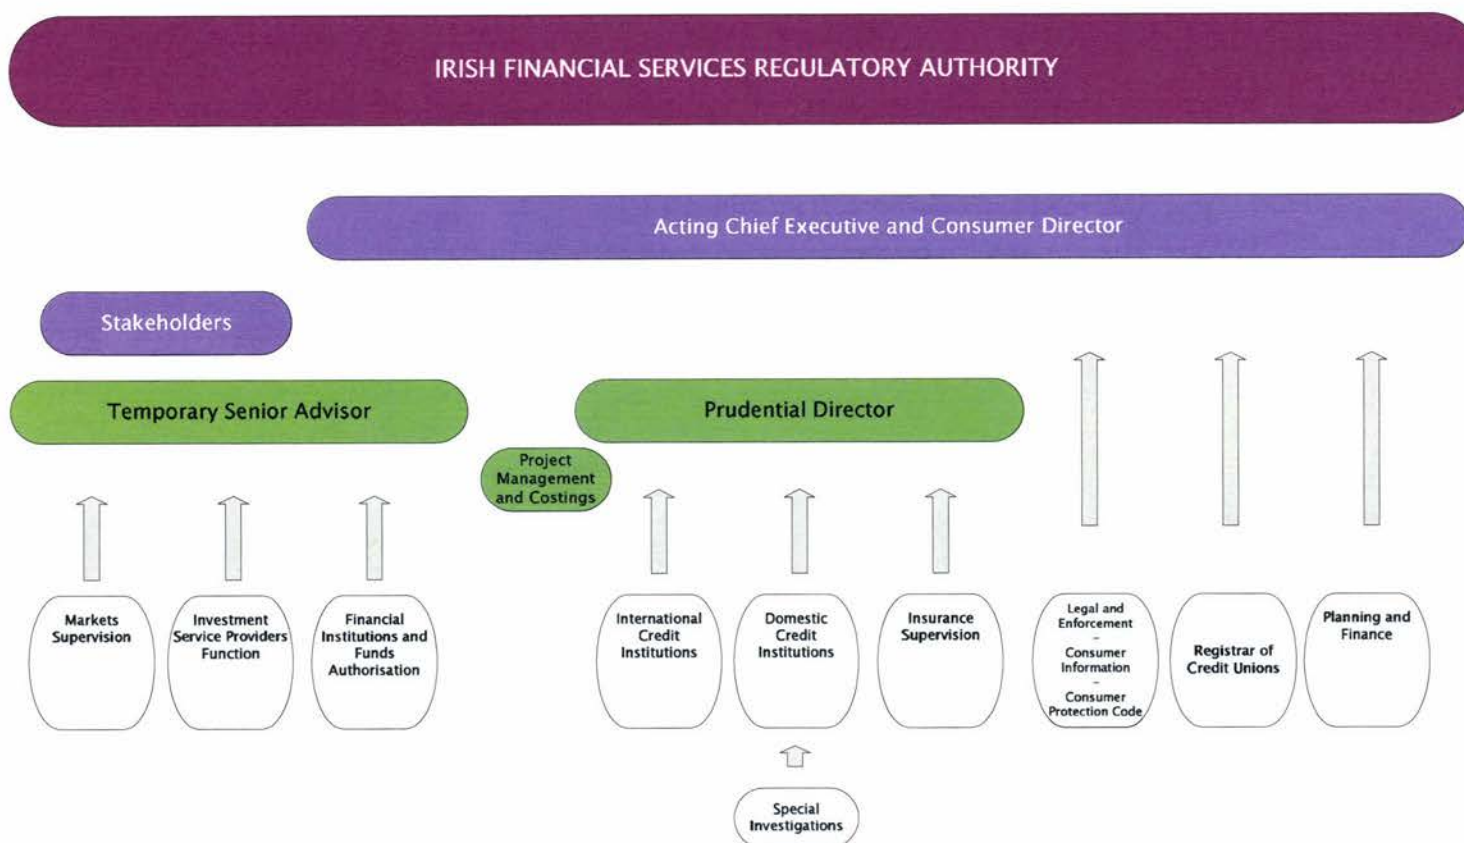 IRISH FINANCIAL SERVICES REGULATORY AUTHORITY
Acting Chief Executive and Consumer Director
Stakeholders
Temporary Senior Advisor
Prudential Director
Project
Management
and Costings
Markets
Supervision
Investment
Service Providers
Function
Financial
Institutions and
Funds
Authorisation
International
Credit
Institutions
Domestic
Credit
Institutions
Insurance
Supervision
Legal and
Enforcement
–
Consumer
Information
–
Consumer
Protection Code
Registrar of
Credit Unions
Planning and
Finance
Special
Investigations